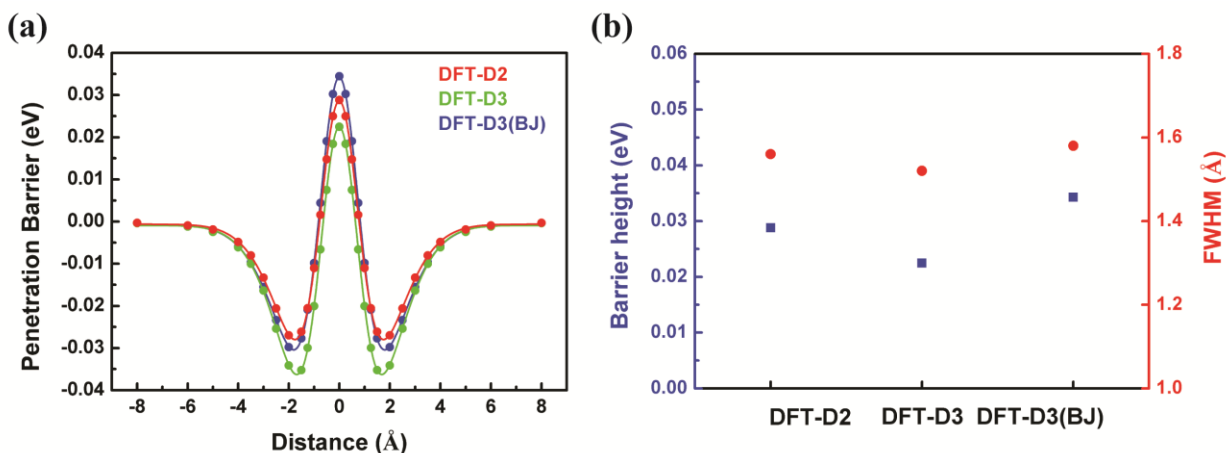 (a)
Penetration Barrier (eV)
0.04
0.03
0.02
0.01
0.00
-0.01
-0.02
-0.03
-0.04
DFT-D2
DFT-D3
DFT-D3(BJ)
-8 -6 -4 -2 0 2 4 6 8
Distance (Å)
(b)
Barrier height (eV)
0.06
0.05
0.04
0.03
0.02
0.01
0.00
1.8
1.6
1.4
1.2
1.0
FWHM (Å)
DFT-D2 DFT-D3 DFT-D3(BJ)